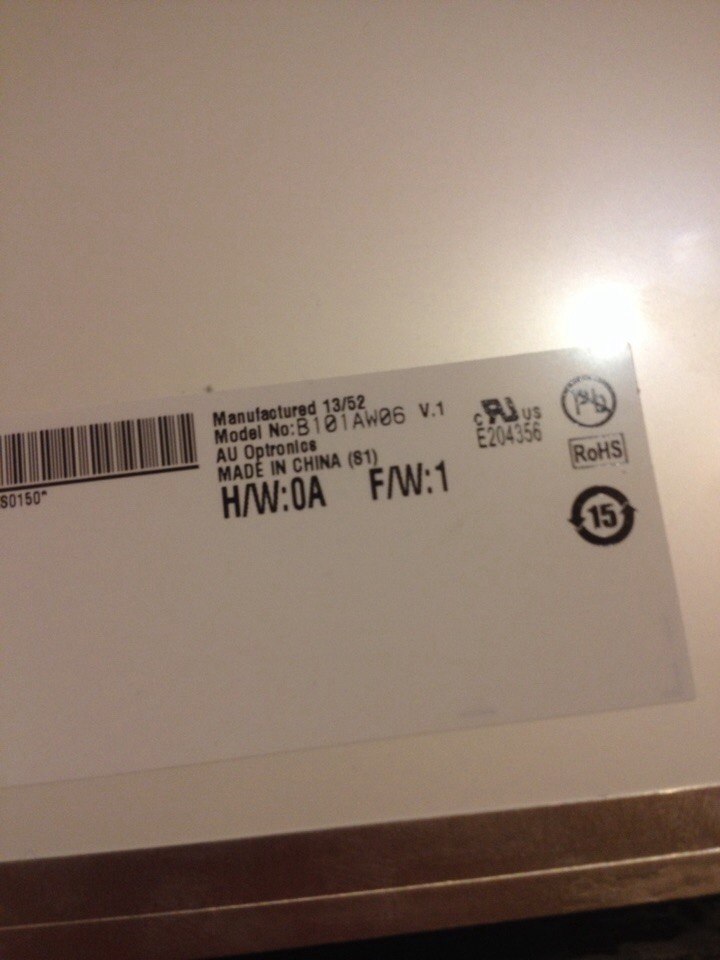 Manufactured 13/52
Model No:B101AW06 V.1
AU Optronics
MADE IN CHINA (S1)
H/W:0A F/W:1
S0150"
c RU US
E204356
Pb
RoHS
15